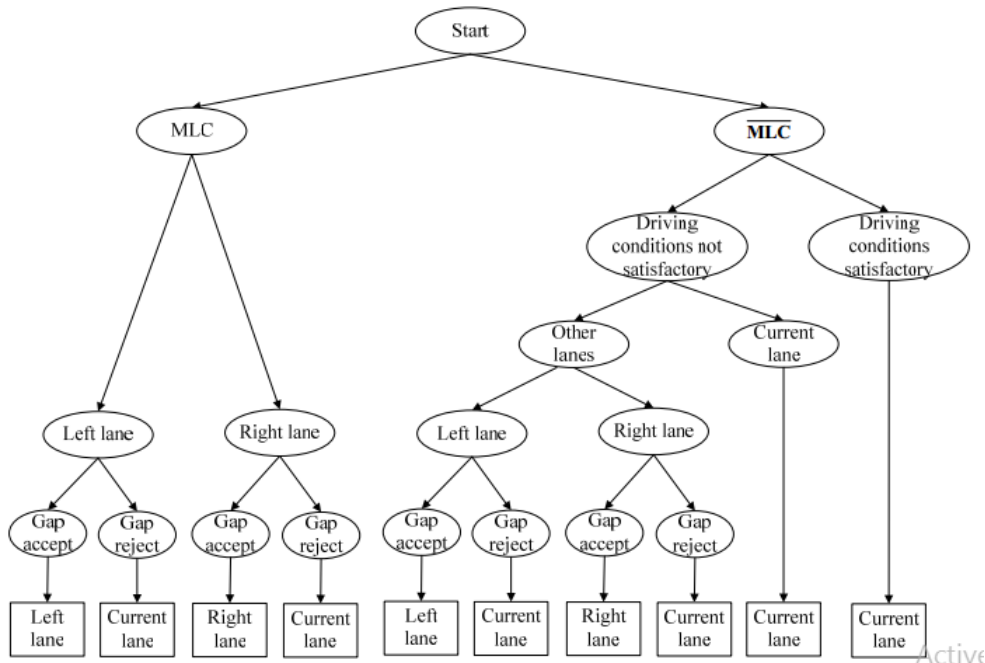 Start
MLC
M̅L̅C̅
Driving
conditions not
satisfactory
Driving
conditions
satisfactory
Other
lanes
Current
lane
Left lane
Right lane
Left lane
Right lane
Gap
accept
Gap
reject
Gap
accept
Gap
reject
Gap
accept
Gap
reject
Gap
accept
Gap
reject
Left
lane
Current
lane
Right
lane
Current
lane
Left
lane
Current
lane
Right
lane
Current
lane
Current
lane
Current
lane
Active